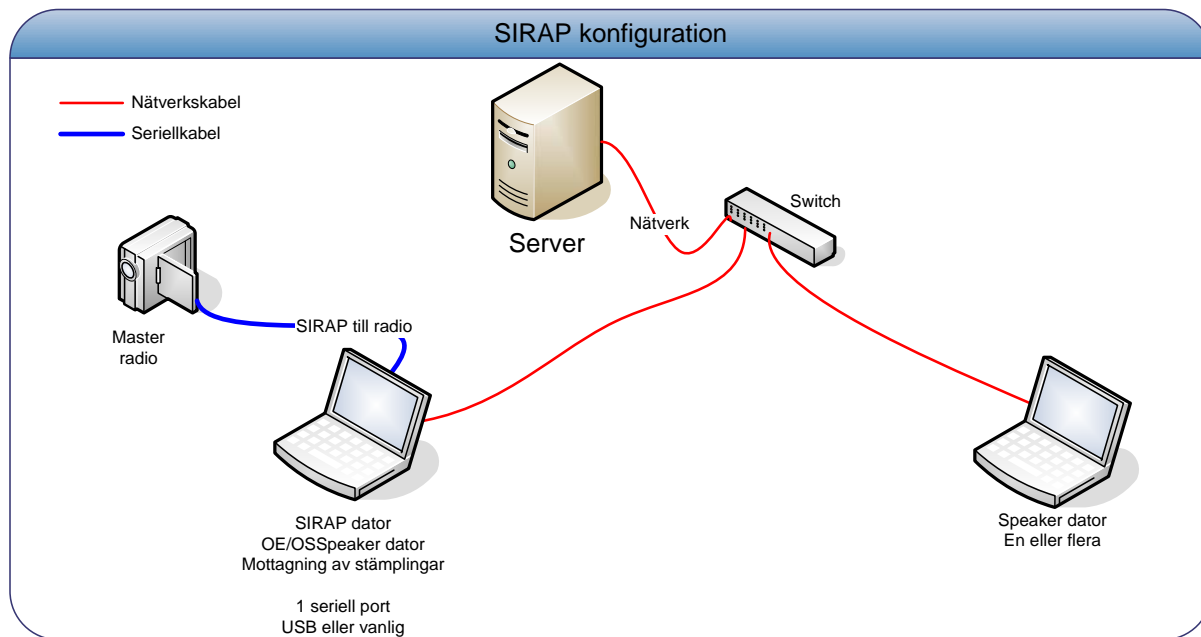 SIRAP konfiguration
Nätverkskabel
Seriellkabel
Server
Nätverk
Switch
Master
radio
SIRAP till radio
SIRAP dator
OE/OSSpeaker dator
Mottagning av stämplingar
1 seriell port
USB eller vanlig
Speaker dator
En eller flera